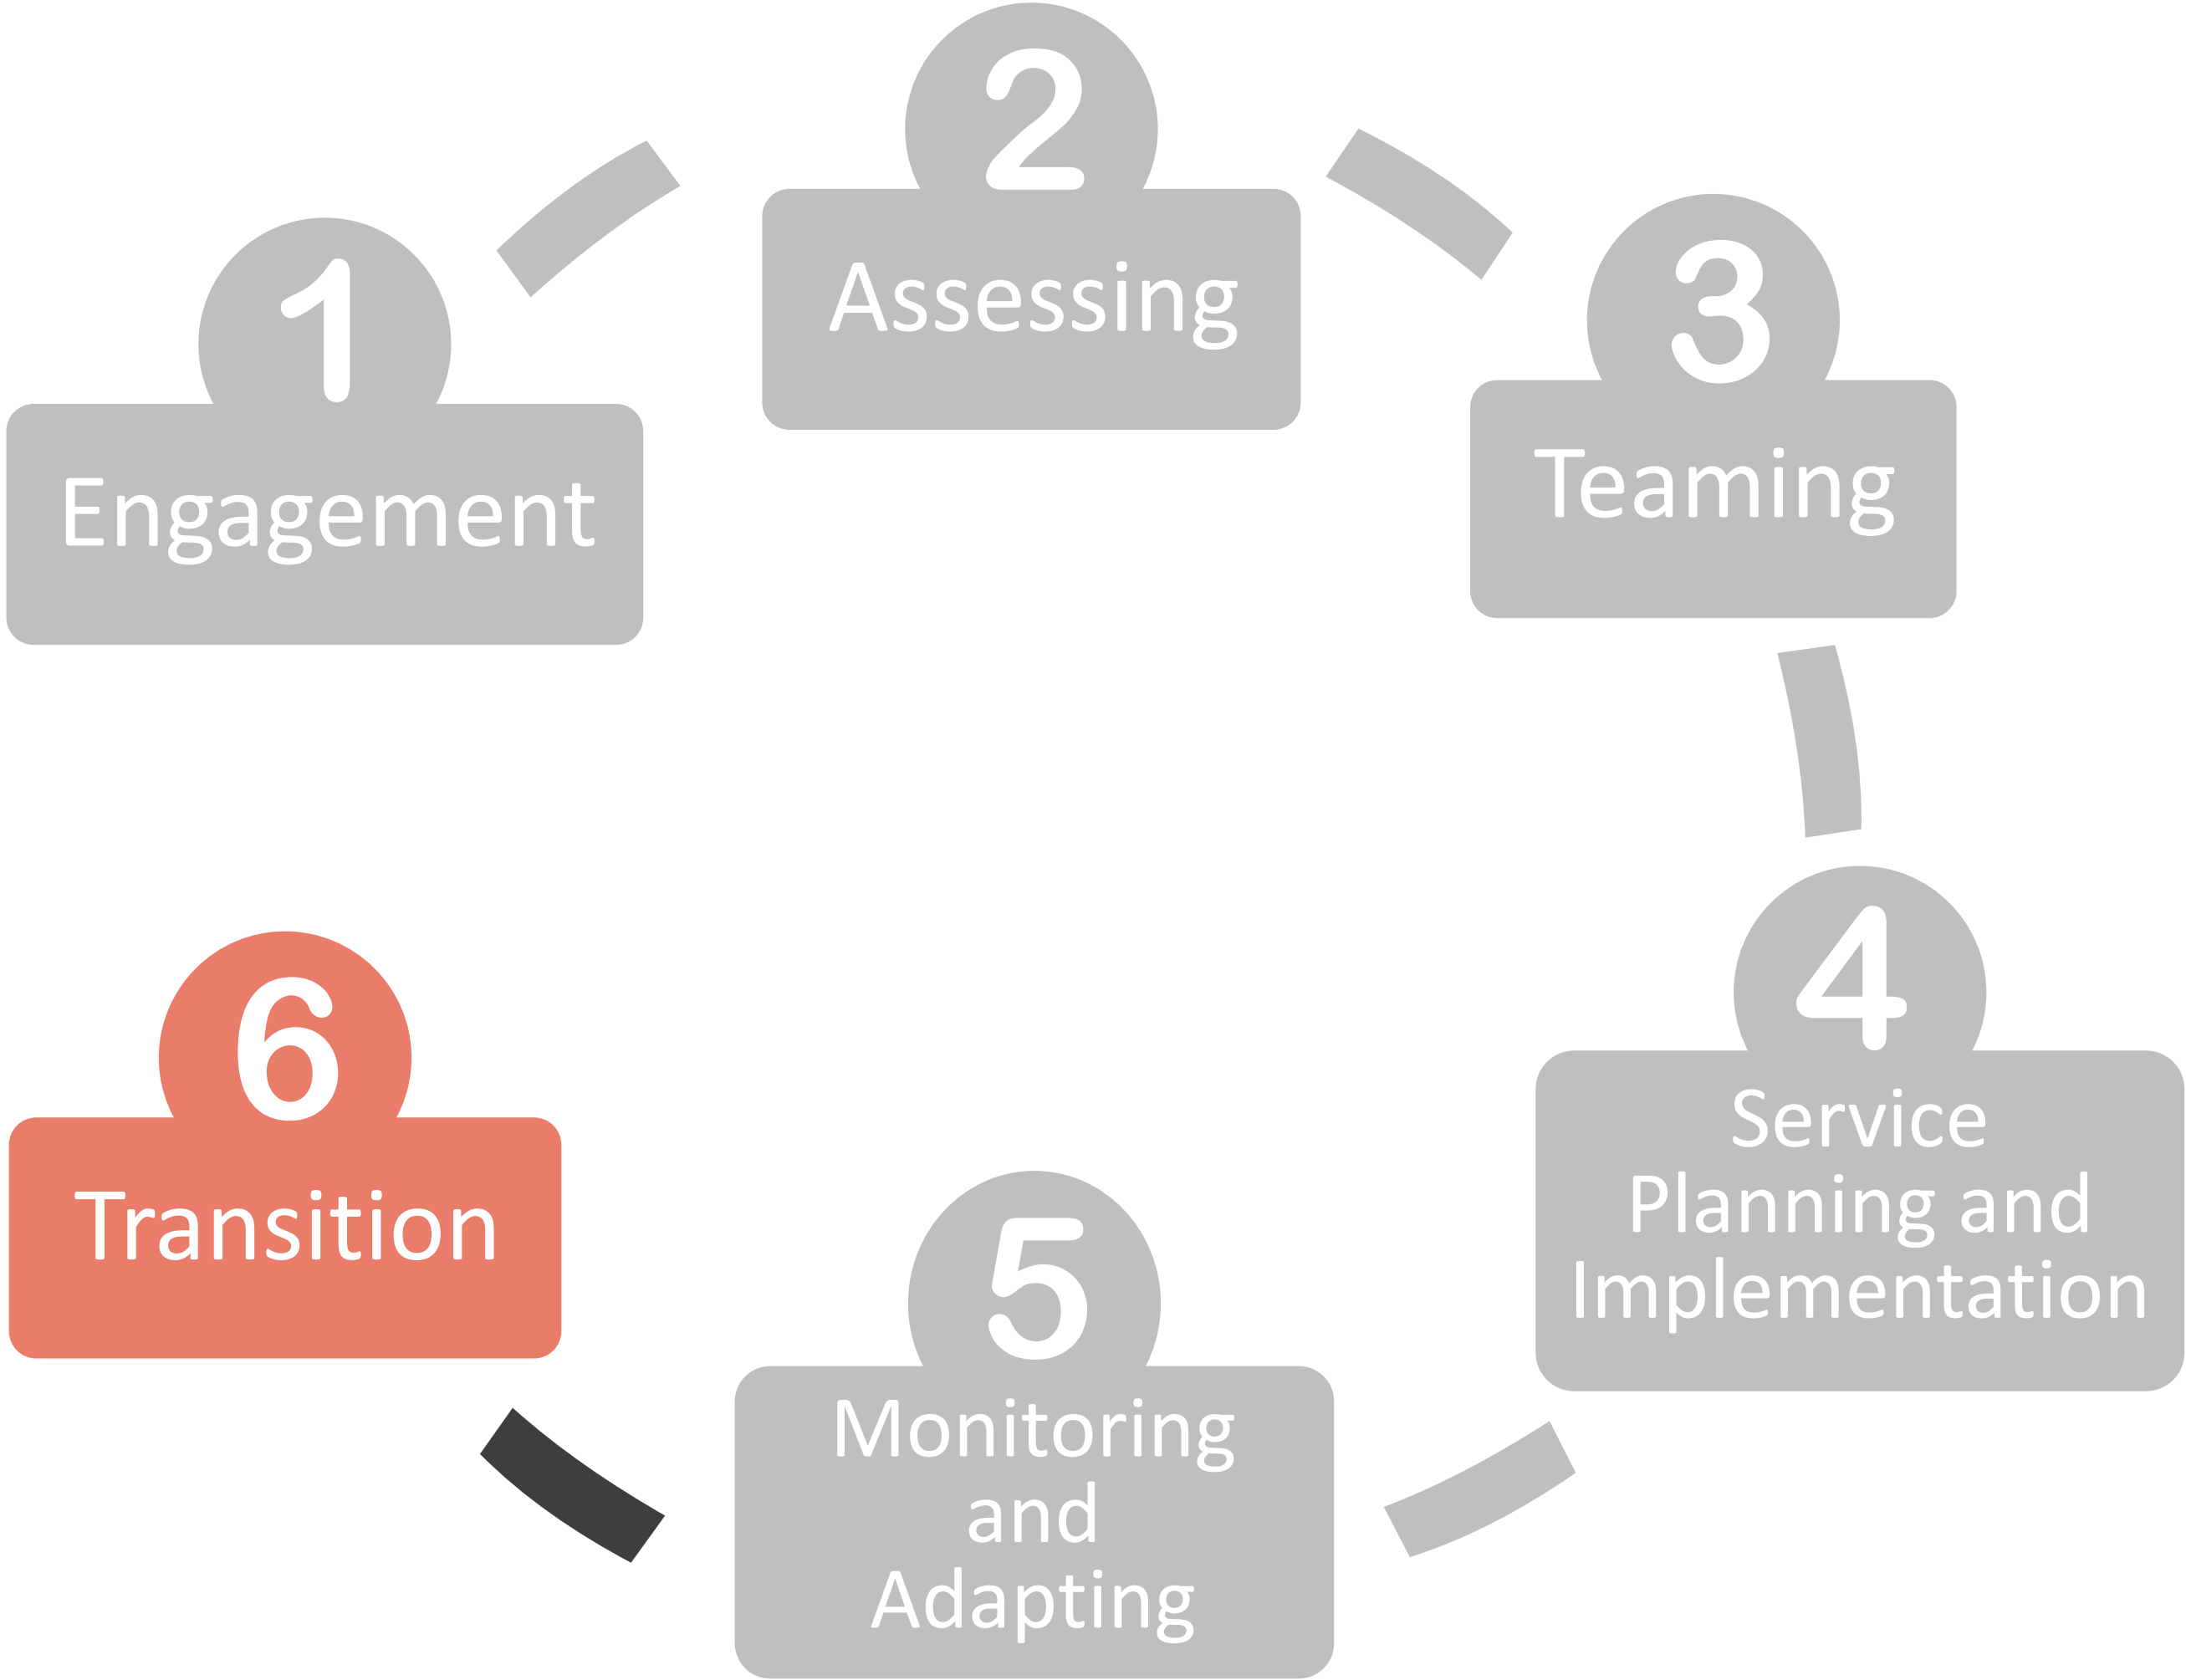 1
Engagement
2
Assessing
3
Teaming
4
Service
Planning and
Implementation
5
Monitoring
and
Adapting
6
Transition